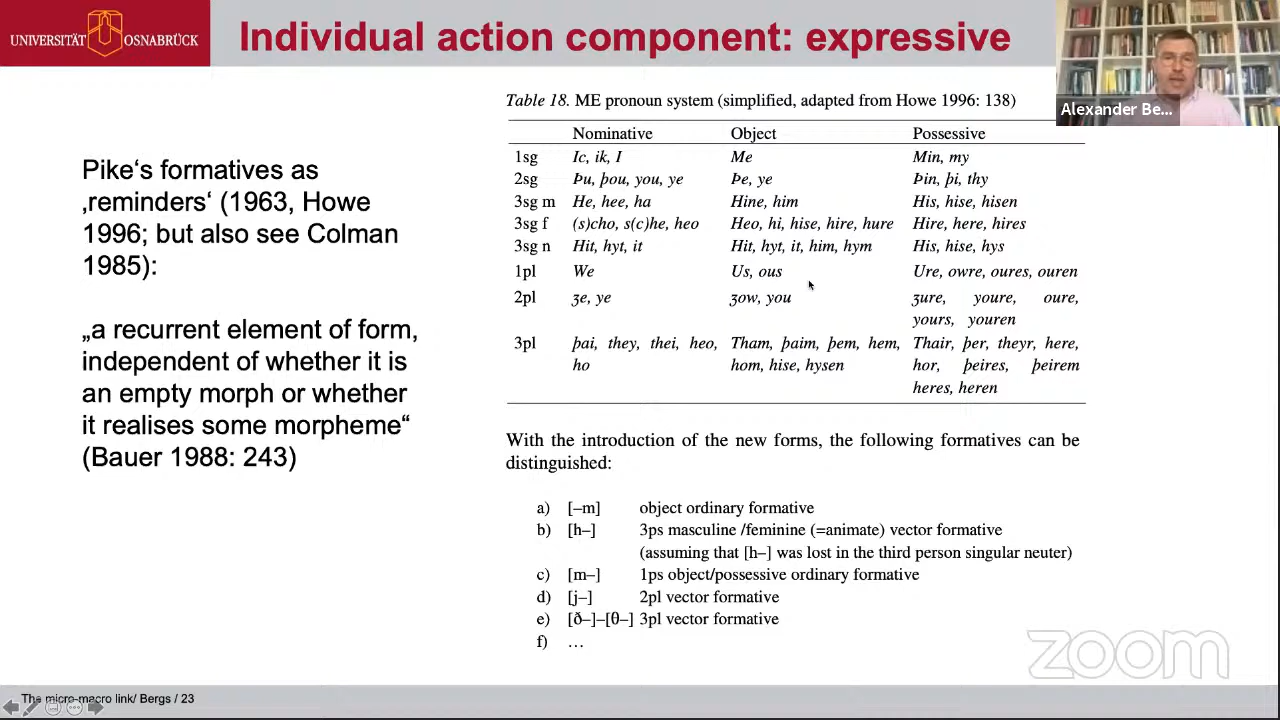 UNIVERSITÄT OSNABRÜCK
Individual action component: expressive
Alexander Be...
Pike‘s formatives as
‚reminders‘ (1963, Howe
1996; but also see Colman
1985):
„a recurrent element of form,
independent of whether it is
an empty morph or whether
it realises some morpheme“
(Bauer 1988: 243)
Table 18. ME pronoun system (simplified, adapted from Howe 1996: 138)
Nominative Object Possessive
1sg Ic, ik, I Me Min, my
2sg Þu, þou, you, ye Þe, ye Þin, þi, thy
3sg m He, hee, ha Hine, him His, hise, hisen
3sg f (s)cho, s(c)he, heo Heo, hi, hise, hire, hure Hire, here, hires
3sg n Hit, hyt, it Hit, hyt, it, him, hym His, hise, hys
1pl We Us, ous Ure, owre, oures, ouren
2pl ʒe, ye ʒow, you ʒure, youre, oure,
yours, youren
3pl þai, they, thei, heo, Tham, þaim, þem, hem, Thair, þer, theyr, here,
ho hom, hise, hysen hor, þeires, þeirem
heres, heren
With the introduction of the new forms, the following formatives can be
distinguished:
a) [–m] object ordinary formative
b) [h–] 3ps masculine /feminine (=animate) vector formative
(assuming that [h–] was lost in the third person singular neuter)
c) [m–] 1ps object/possessive ordinary formative
d) [j–] 2pl vector formative
e) [ð–]–[θ–] 3pl vector formative
f) …
zoom
The micro-macro link/ Bergs / 23